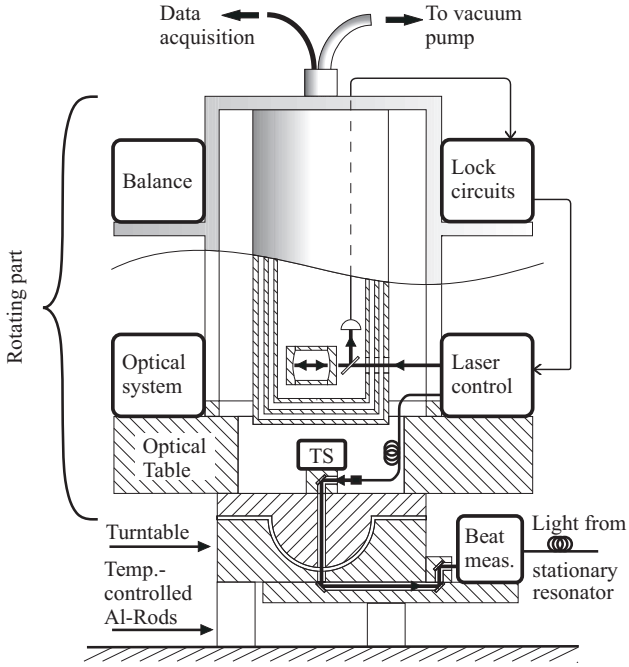 Data
acquisition
To vacuum
pump
Balance
Lock
circuits
Rotating part
Optical
system
Laser
control
Optical
Table
TS
Turntable
Temp.-
controlled
Al-Rods
Beat
meas.
Light from
stationary
resonator